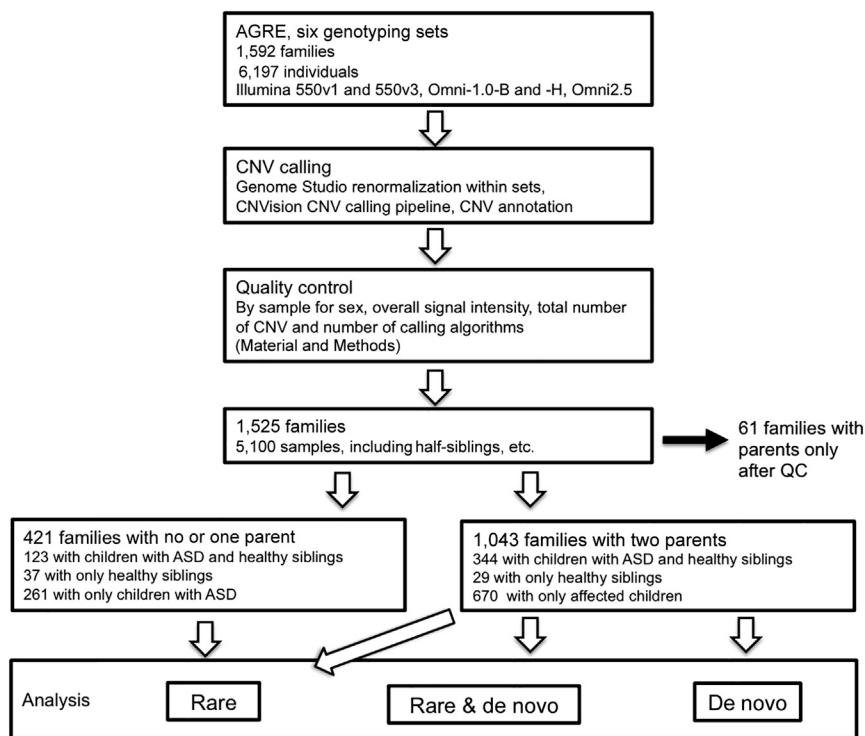 AGRE, six genotyping sets
1,592 families
6,197 individuals
Illumina 550v1 and 550v3, Omni-1.0-B and -H, Omni2.5
CNV calling
Genome Studio renormalization within sets,
CNVision CNV calling pipeline, CNV annotation
Quality control
By sample for sex, overall signal intensity, total number
of CNV and number of calling algorithms
(Material and Methods)
1,525 families
5,100 samples, including half-siblings, etc.
61 families with
parents only
after QC
421 families with no or one parent
123 with children with ASD and healthy siblings
37 with only healthy siblings
261 with only children with ASD
1,043 families with two parents
344 with children with ASD and healthy siblings
29 with only healthy siblings
670 with only affected children
Analysis
Rare
Rare & de novo
De novo